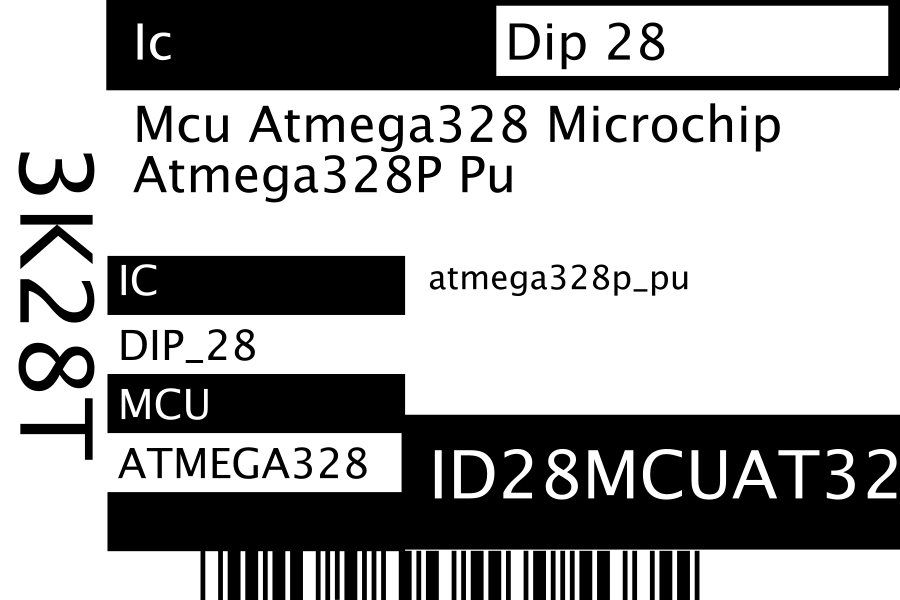 Ic
Dip 28
Mcu Atmega328 Microchip
Atmega328P Pu
3K28T
IC
atmega328p_pu
DIP_28
MCU
ATMEGA328
ID28MCUAT32